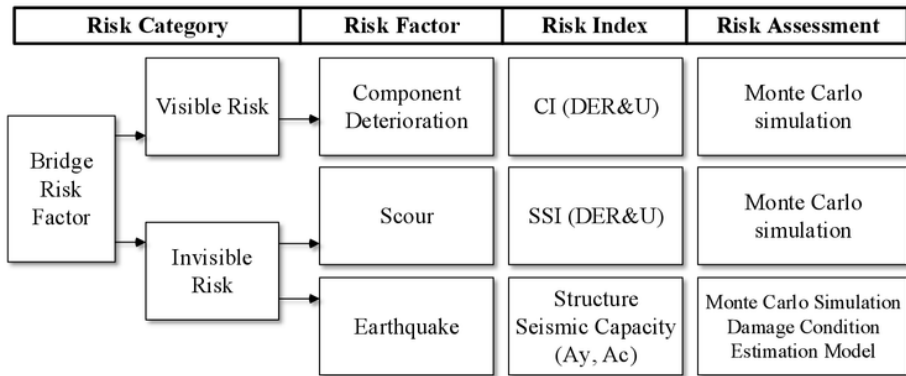 Risk Category
Risk Factor
Risk Index
Risk Assessment
Bridge
Risk
Factor
Visible Risk
Component
Deterioration
CI (DER&U)
Monte Carlo
simulation
Invisible
Risk
Scour
SSI (DER&U)
Monte Carlo
simulation
Earthquake
Structure
Seismic Capacity
(Ay, Ac)
Monte Carlo Simulation
Damage Condition
Estimation Model